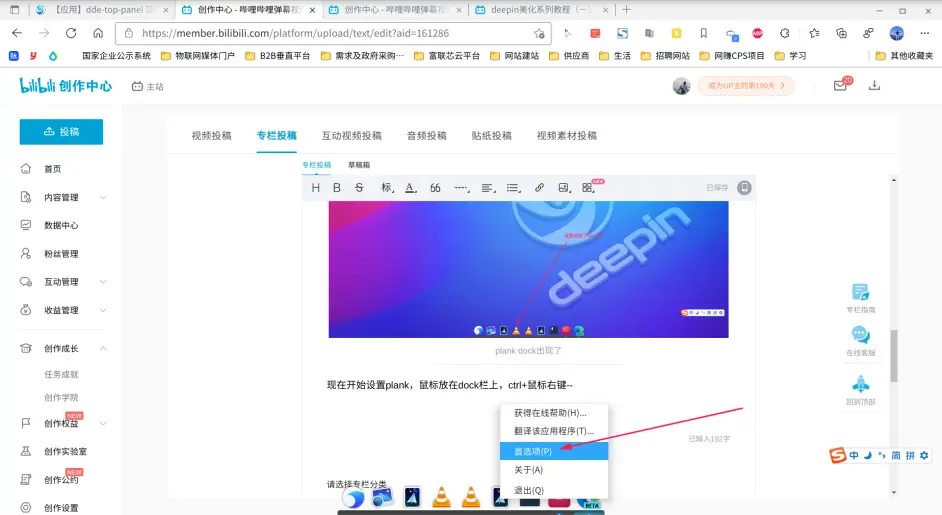 【应用】dde-top-panel 顶
创作中心 - 哔哩哔哩弹幕视
创作中心 - 哔哩哔哩弹幕视
deepin美化系列教程（一）
https://member.bilibili.com/platform/upload/text/edit?aid=161286
国家企业公示系统
物联网媒体门户
B2B垂直平台
需求及政府采购…
富联芯云平台
网站建站
供应商
生活
招聘网站
网赚CPS项目
学习
其他收藏夹
bilibili 创作中心
主站
成为UP主的第199天 >
20
投稿
视频投稿
专栏投稿
互动视频投稿
音频投稿
贴纸投稿
视频素材投稿
专栏投稿
草稿箱
首页
内容管理
数据中心
粉丝管理
互动管理
收益管理
创作成长
任务成就
创作学院
NEW
创作权益
创作实验室
NEW
创作公约
创作设置
H B S 标 A 66
NEW
已保存
deepin
plank dock出现了
现在开始设置plank，鼠标放在dock栏上，ctrl+鼠标右键--
获得在线帮助(H)...
翻译该应用程序(T)...
首选项(P)
关于(A)
退出(Q)
已输入192字
请选择专栏分类
BETA
专栏指南
在线客服
回到顶部
S 中 简 拼